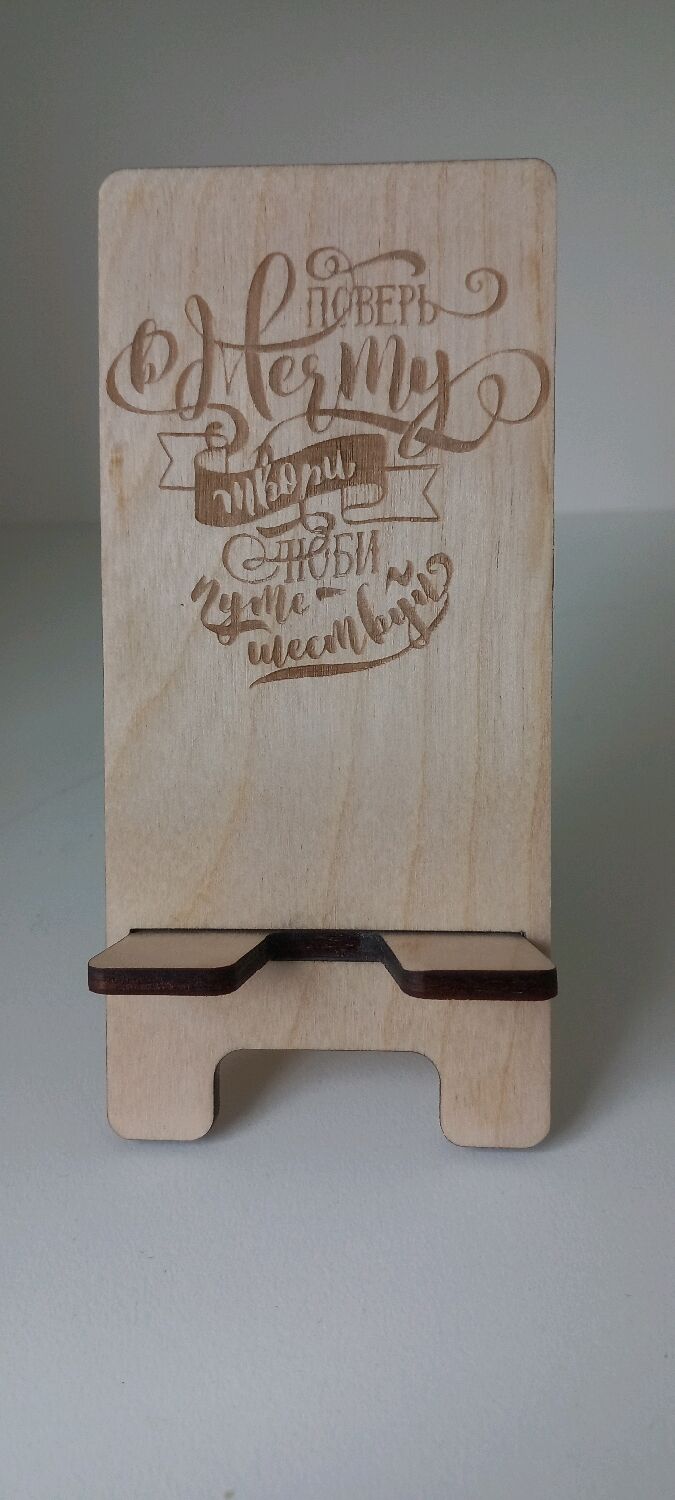 ПОВЕРЬ
в Мечту
твори
ЛЮБИ
путе-
шествуй